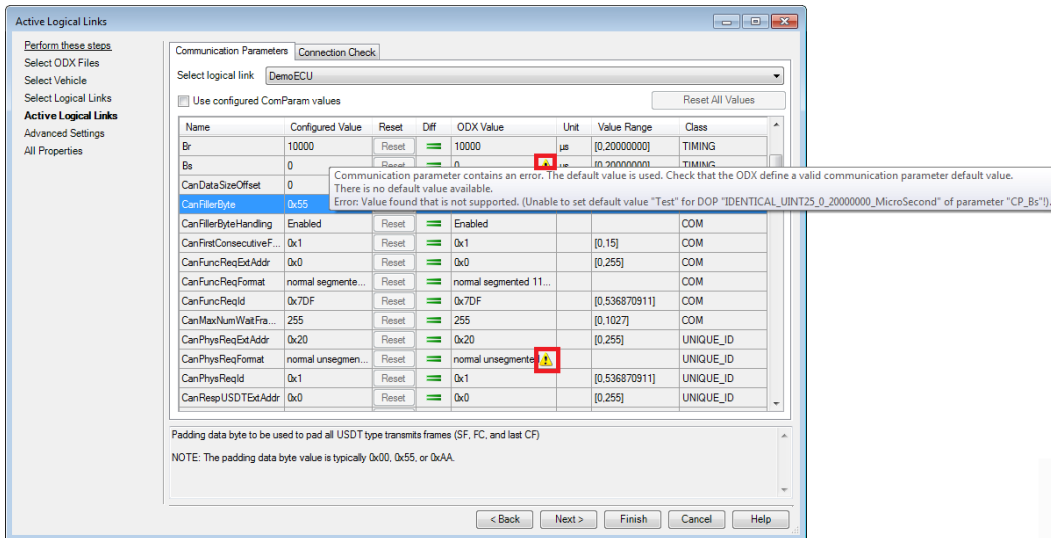 Active Logical Links
Perform these steps
Select ODX Files
Select Vehicle
Select Logical Links
Active Logical Links
Advanced Settings
All Properties
Communication Parameters Connection Check
Select logical link DemoECU
Use configured ComParam values Reset All Values
Name Configured Value Reset Diff ODX Value Unit Value Range Class
Br 10000 Reset 10000 µs [0,20000000] TIMING
Bs 0 Reset 0 µs [0,20000000] TIMING
CanDataSizeOffset 0
Communication parameter contains an error. The default value is used. Check that the ODX define a valid communication parameter default value.
There is no default value available.
Error: Value found that is not supported. (Unable to set default value "Test" for DOP "IDENTICAL_UINT25_0_20000000_MicroSecond" of parameter "CP_Bs"!).
CanFillerByte 0x55
CanFillerByteHandling Enabled Reset Enabled COM
CanFirstConsecutiveF... 0x1 Reset 0x1 [0,15] COM
CanFuncReqExtAddr 0x0 Reset 0x0 [0,255] COM
CanFuncReqFormat normal segmente... Reset normal segmented 11... COM
CanFuncReqId 0x7DF Reset 0x7DF [0,536870911] COM
CanMaxNumWaitFra... 255 Reset 255 [0,1027] COM
CanPhysReqExtAddr 0x20 Reset 0x20 [0,255] UNIQUE_ID
CanPhysReqFormat normal unsegmen... Reset normal unsegmente UNIQUE_ID
CanPhysReqId 0x1 Reset 0x1 [0,536870911] UNIQUE_ID
CanRespUSDTExtAddr 0x0 Reset 0x0 [0,255] UNIQUE_ID
Padding data byte to be used to pad all USDT type transmits frames (SF, FC, and last CF)
NOTE: The padding data byte value is typically 0x00, 0x55, or 0xAA.
< Back Next > Finish Cancel Help